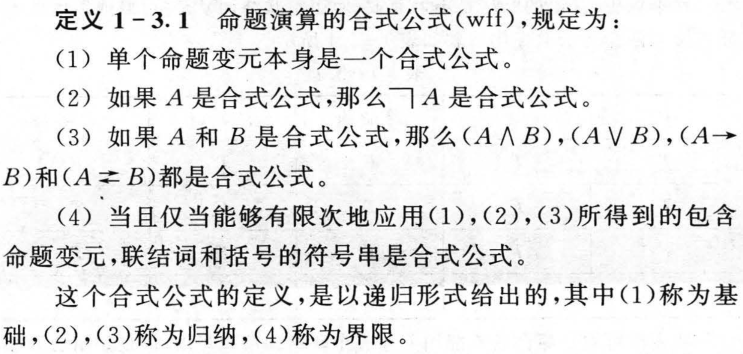 定义 1-3.1 命题演算的合式公式(wff),规定为:
(1) 单个命题变元本身是一个合式公式。
(2) 如果 A 是合式公式,那么┐A 是合式公式。
(3) 如果 A 和 B 是合式公式,那么(A∧B),(A∨B),(A→
B)和(A⇄B)都是合式公式。
(4) 当且仅当能够有限次地应用(1),(2),(3)所得到的包含
命题变元,联结词和括号的符号串是合式公式。
这个合式公式的定义,是以递归形式给出的,其中(1)称为基
础,(2),(3)称为归纳,(4)称为界限。